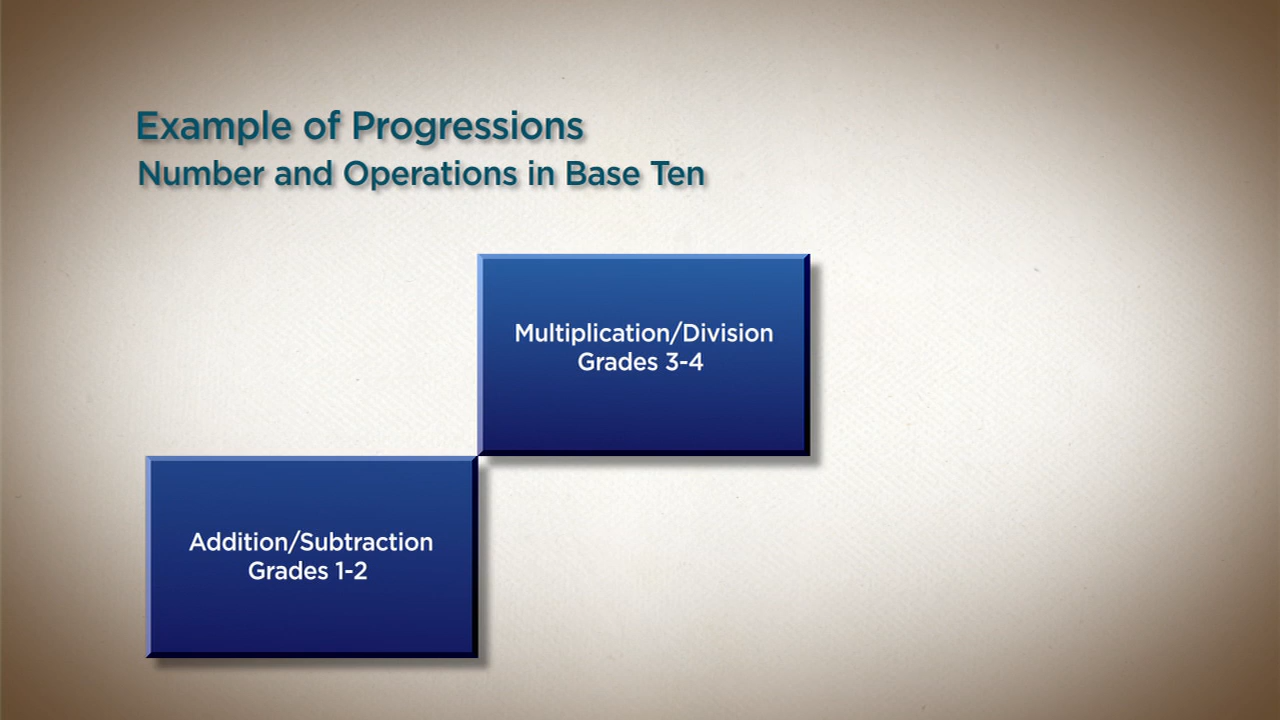 Example of Progressions
Number and Operations in Base Ten
Multiplication/Division
Grades 3-4
Addition/Subtraction
Grades 1-2